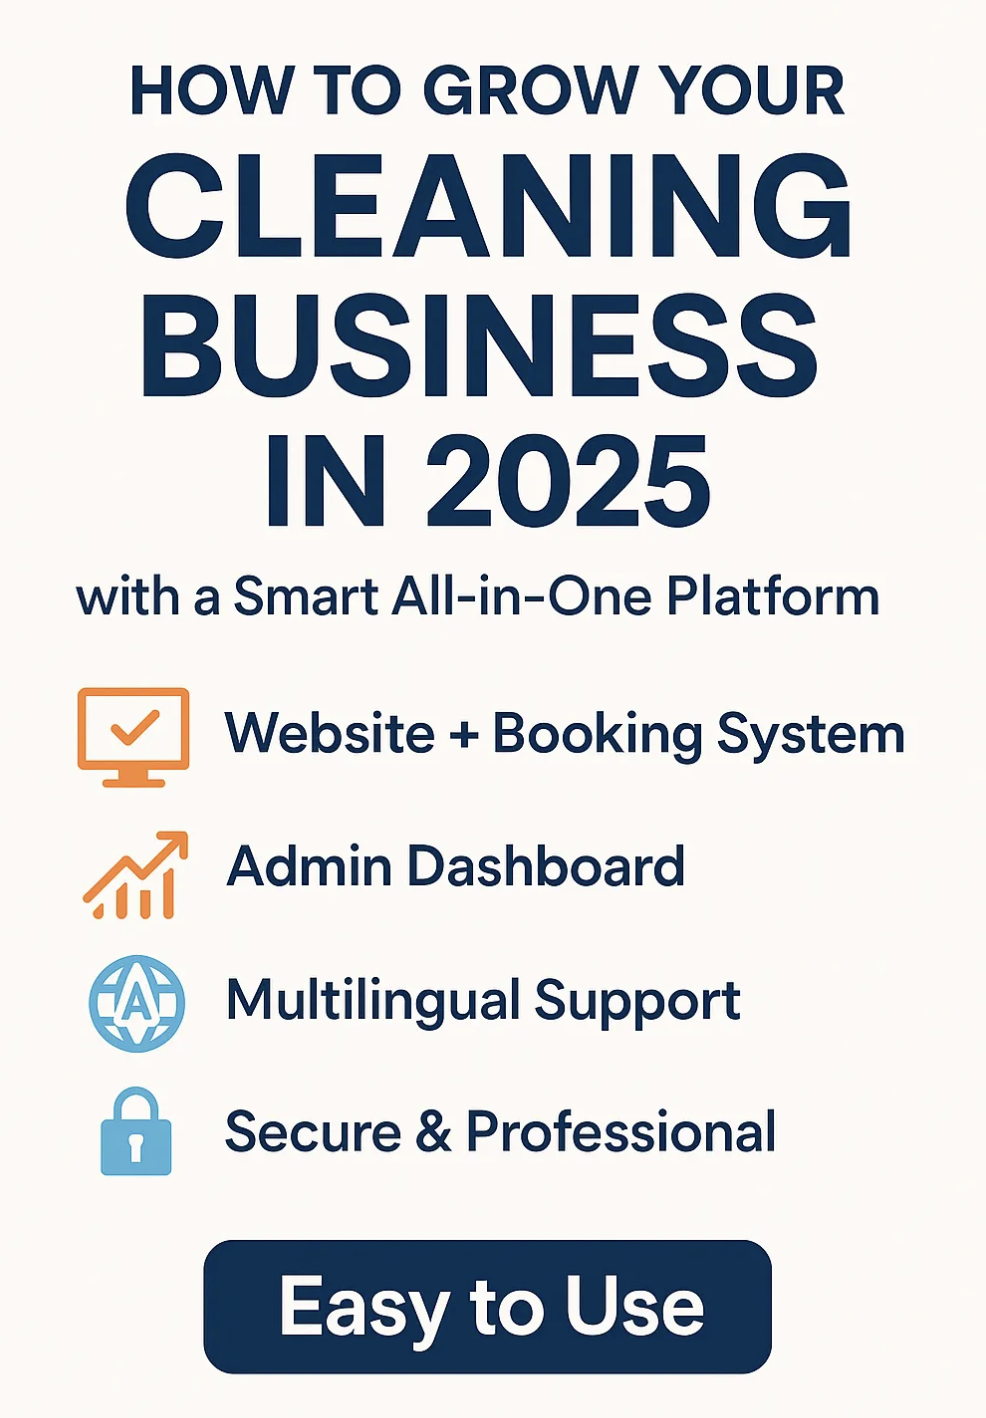 HOW TO GROW YOUR
CLEANING
BUSINESS
IN 2025
with a Smart All-in-One Platform
Website + Booking System
Admin Dashboard
A
Multilingual Support
Secure & Professional
Easy to Use